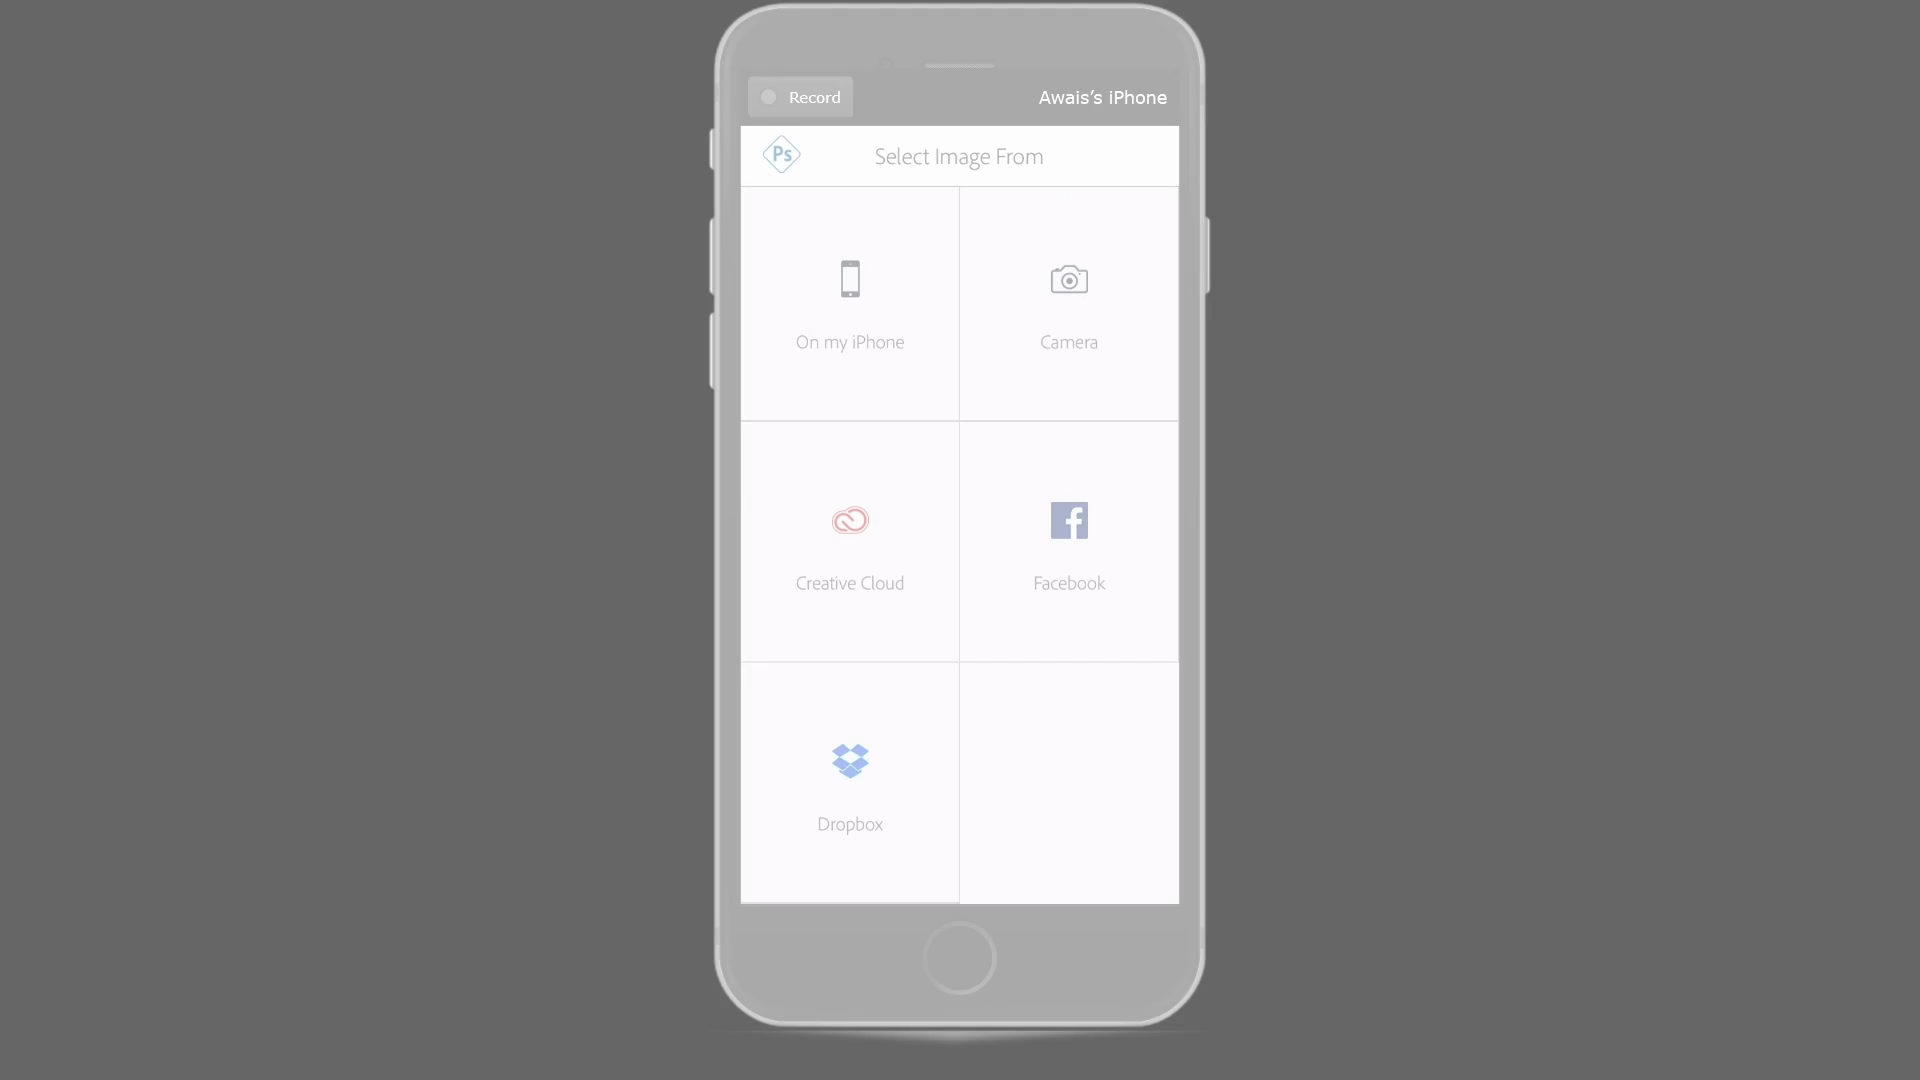 Record
Awais’s iPhone
Ps
Select Image From
On my iPhone
Camera
Creative Cloud
Facebook
Dropbox